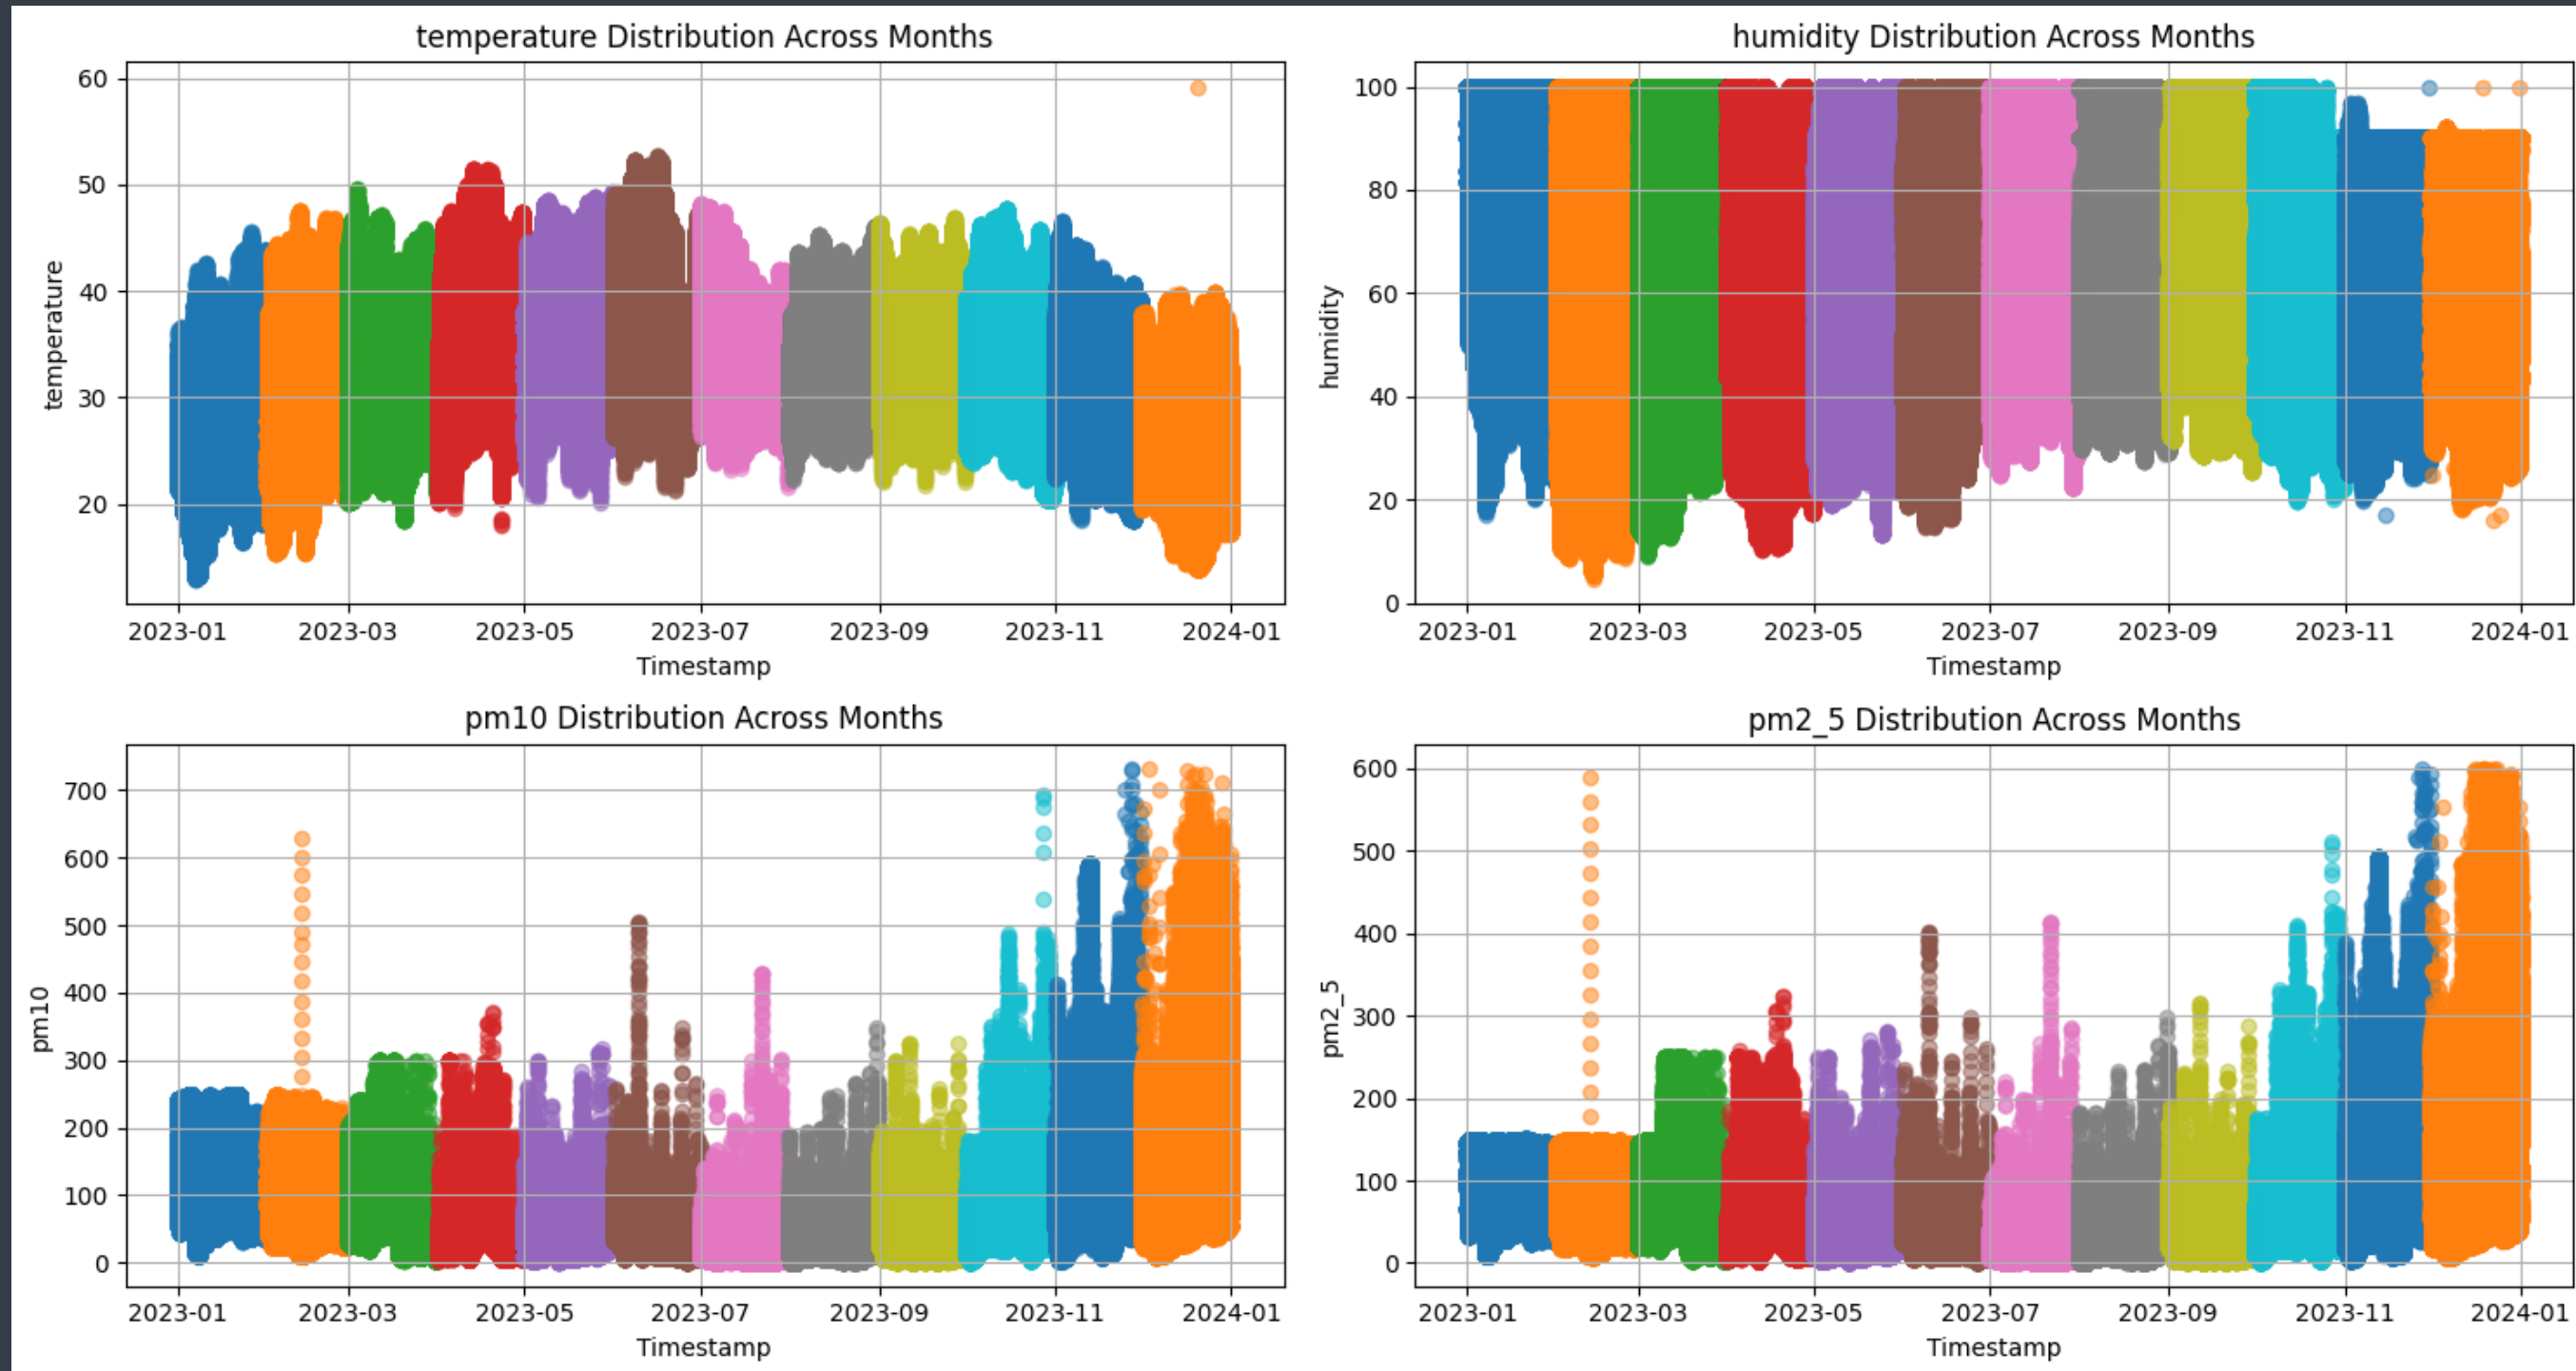 temperature Distribution Across Months
60
50
40
30
20
temperature
2023-01 2023-03 2023-05 2023-07 2023-09 2023-11 2024-01
Timestamp
humidity Distribution Across Months
100
80
60
40
20
0
humidity
2023-01 2023-03 2023-05 2023-07 2023-09 2023-11 2024-01
Timestamp
pm10 Distribution Across Months
700
600
500
400
300
200
100
0
pm10
2023-01 2023-03 2023-05 2023-07 2023-09 2023-11 2024-01
Timestamp
pm2_5 Distribution Across Months
600
500
400
300
200
100
0
pm2_5
2023-01 2023-03 2023-05 2023-07 2023-09 2023-11 2024-01
Timestamp